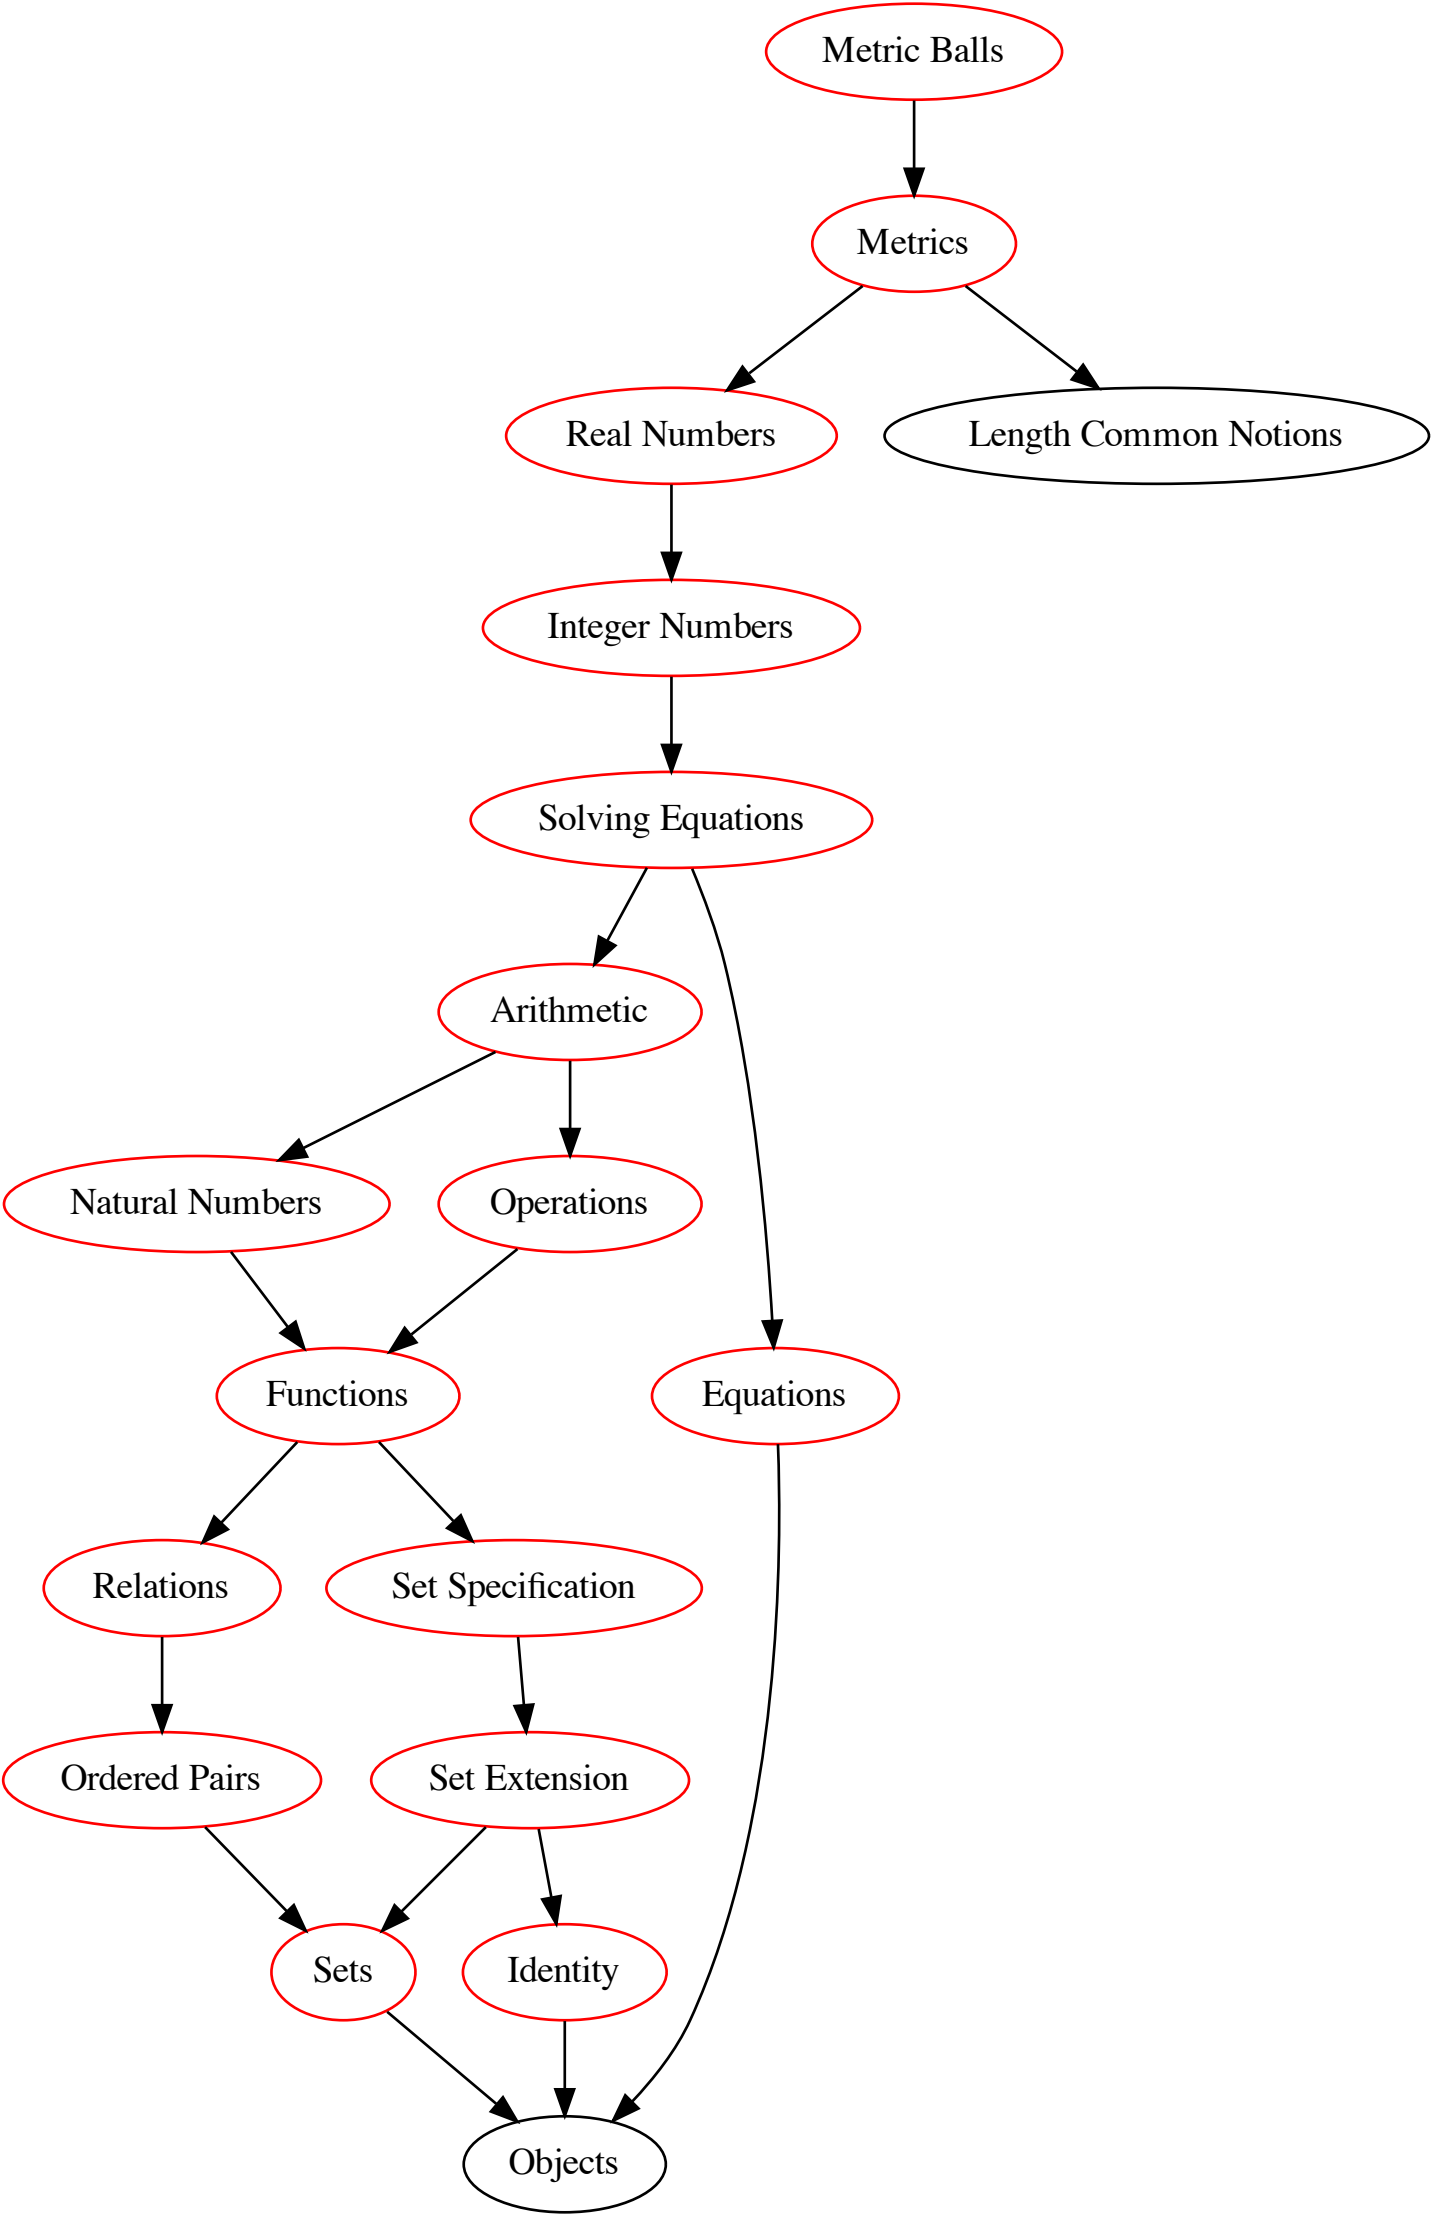 Metric Balls
Metrics
Real Numbers
Length Common Notions
Integer Numbers
Solving Equations
Arithmetic
Natural Numbers
Operations
Functions
Equations
Relations
Set Specification
Ordered Pairs
Set Extension
Sets
Identity
Objects